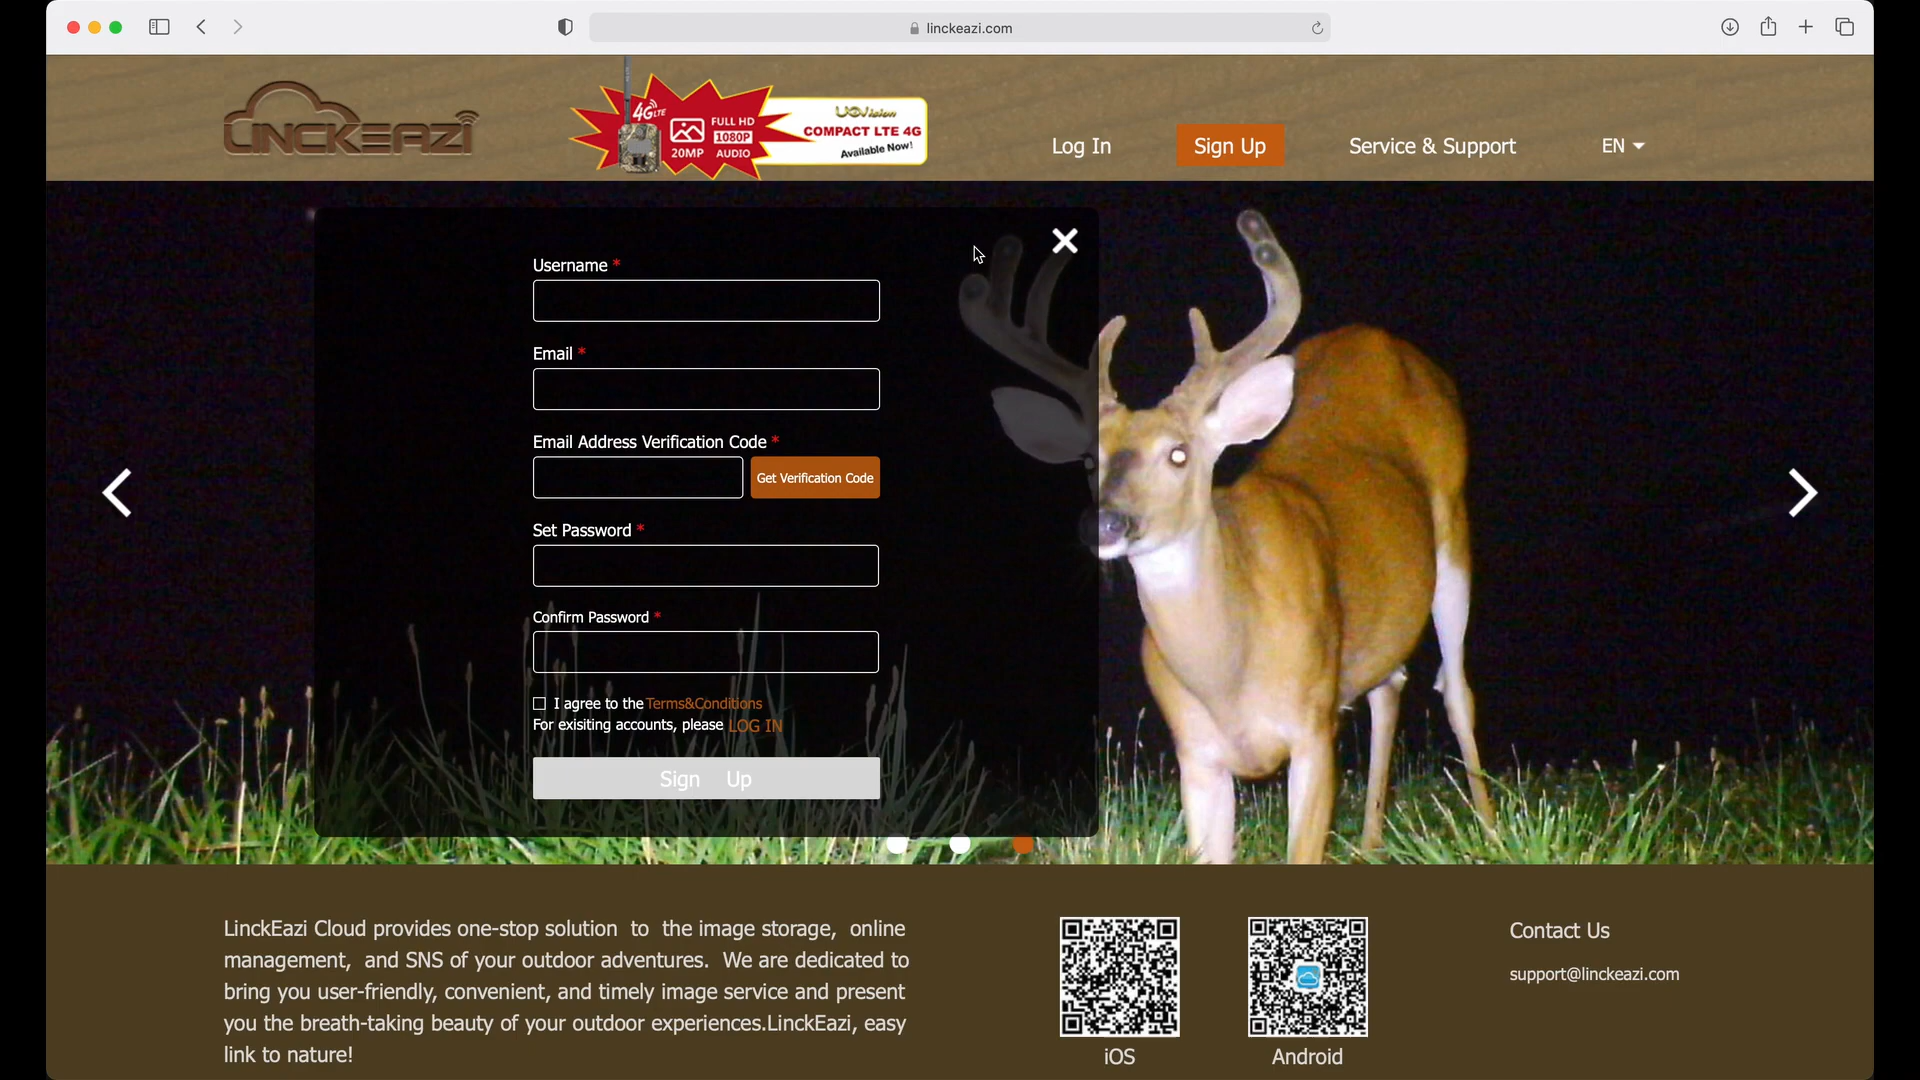 linckeazi.com
LINCKEAZI
4G LTE
20MP
FULL HD
1080P
AUDIO
UOVision
COMPACT LTE 4G
Available Now!
Log In
Sign Up
Service & Support
EN
Username *
Email *
Email Address Verification Code *
Get Verification Code
Set Password *
Confirm Password *
I agree to the Terms&Conditions
For exisiting accounts, please LOG IN
Sign Up
LinckEazi Cloud provides one-stop solution to the image storage, online
management, and SNS of your outdoor adventures. We are dedicated to
bring you user-friendly, convenient, and timely image service and present
you the breath-taking beauty of your outdoor experiences.LinckEazi, easy
link to nature!
iOS
Android
Contact Us
support@linckeazi.com